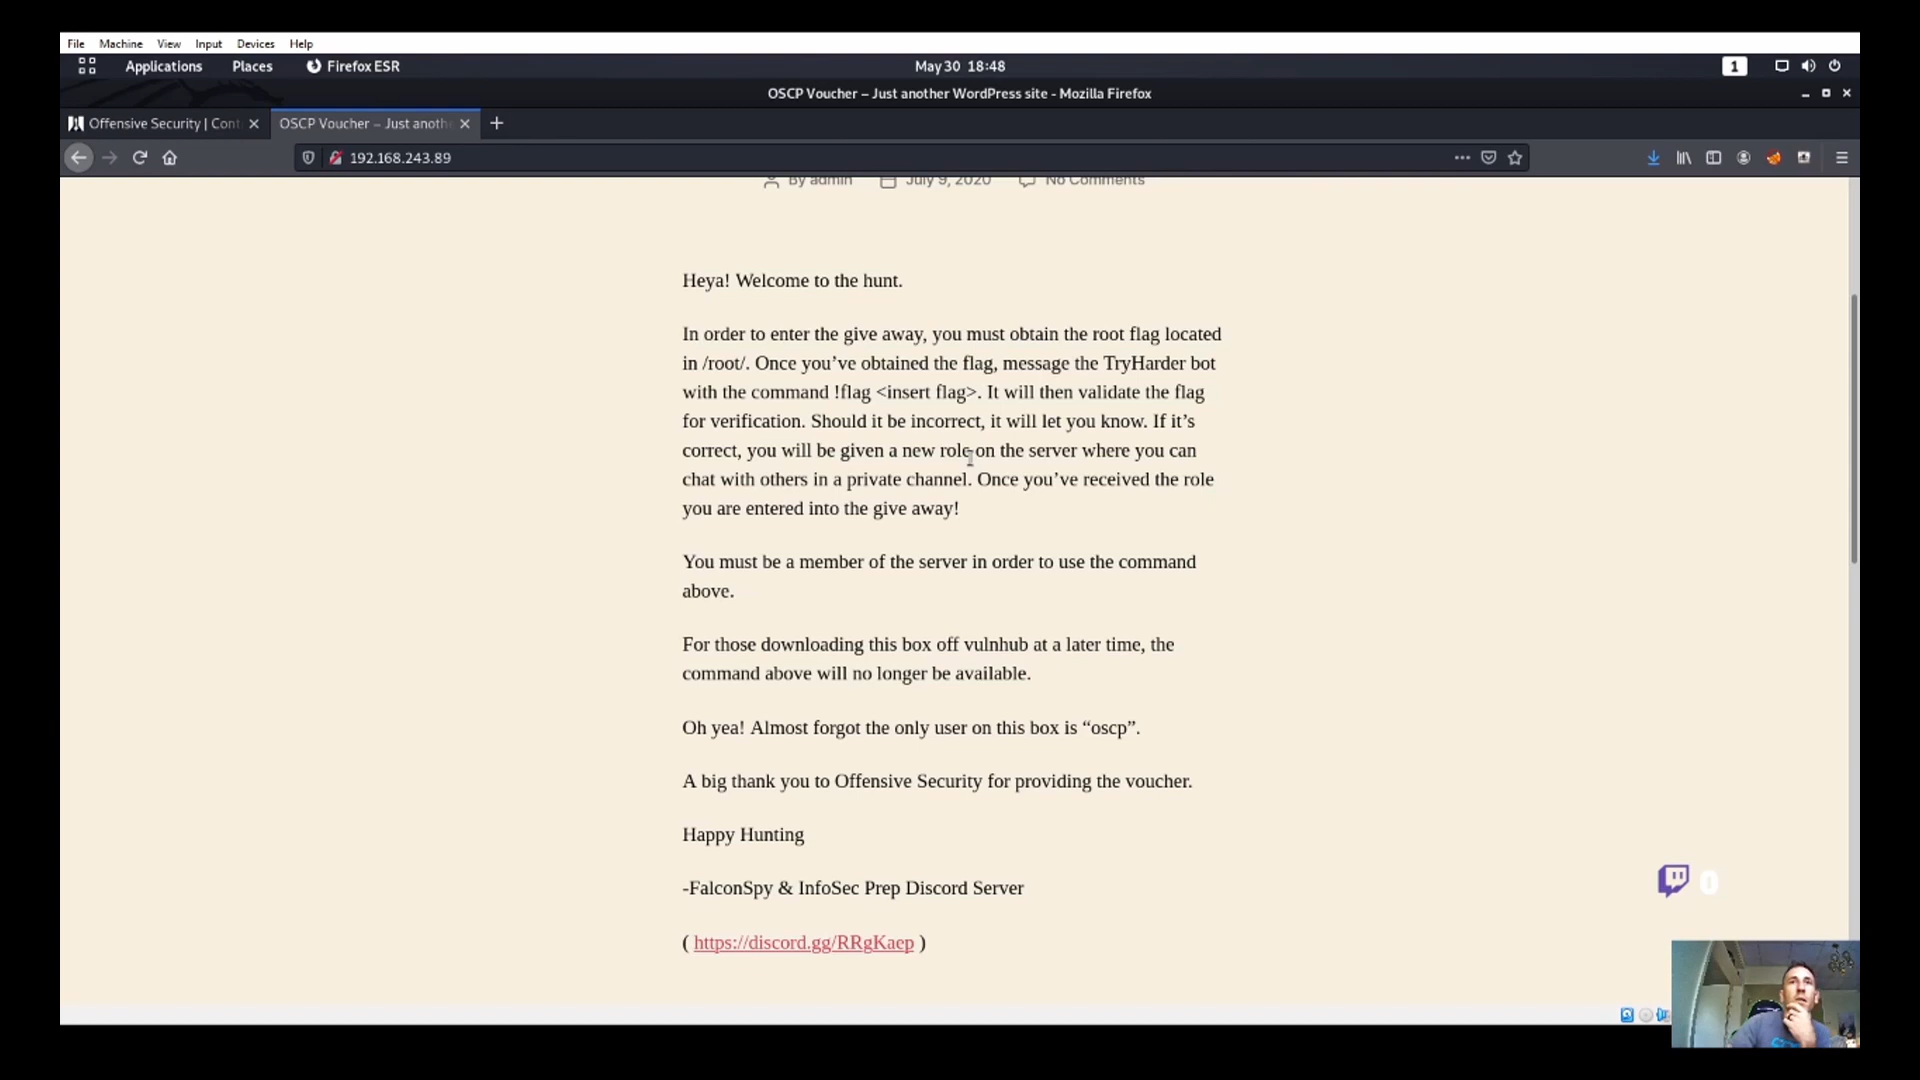 File Machine View Input Devices Help
Applications Places Firefox ESR May 30 18:48 1
OSCP Voucher – Just another WordPress site - Mozilla Firefox
Offensive Security | Cont
OSCP Voucher – Just anoth
192.168.243.89
By admin July 9, 2020 No Comments
Heya! Welcome to the hunt.
In order to enter the give away, you must obtain the root flag located
in /root/. Once you’ve obtained the flag, message the TryHarder bot
with the command !flag <insert flag>. It will then validate the flag
for verification. Should it be incorrect, it will let you know. If it’s
correct, you will be given a new role on the server where you can
chat with others in a private channel. Once you’ve received the role
you are entered into the give away!
You must be a member of the server in order to use the command
above.
For those downloading this box off vulnhub at a later time, the
command above will no longer be available.
Oh yea! Almost forgot the only user on this box is “oscp”.
A big thank you to Offensive Security for providing the voucher.
Happy Hunting
-FalconSpy & InfoSec Prep Discord Server
( https://discord.gg/RRgKaep )
0